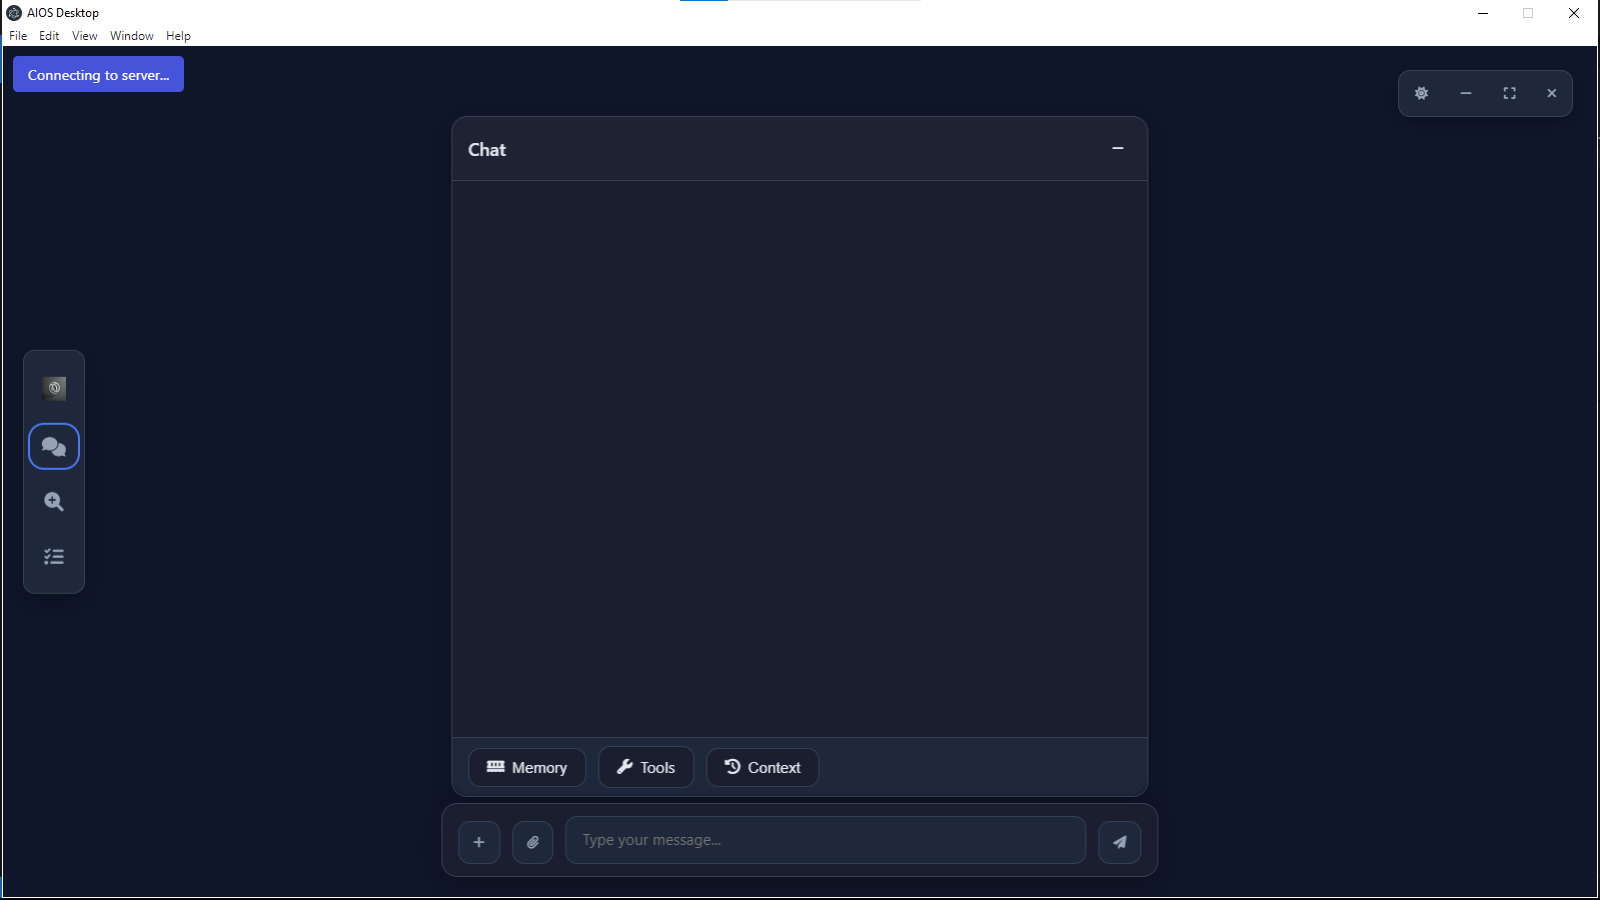 AIOS Desktop
File Edit View Window Help
Connecting to server...
Chat
Memory Tools Context
Type your message...